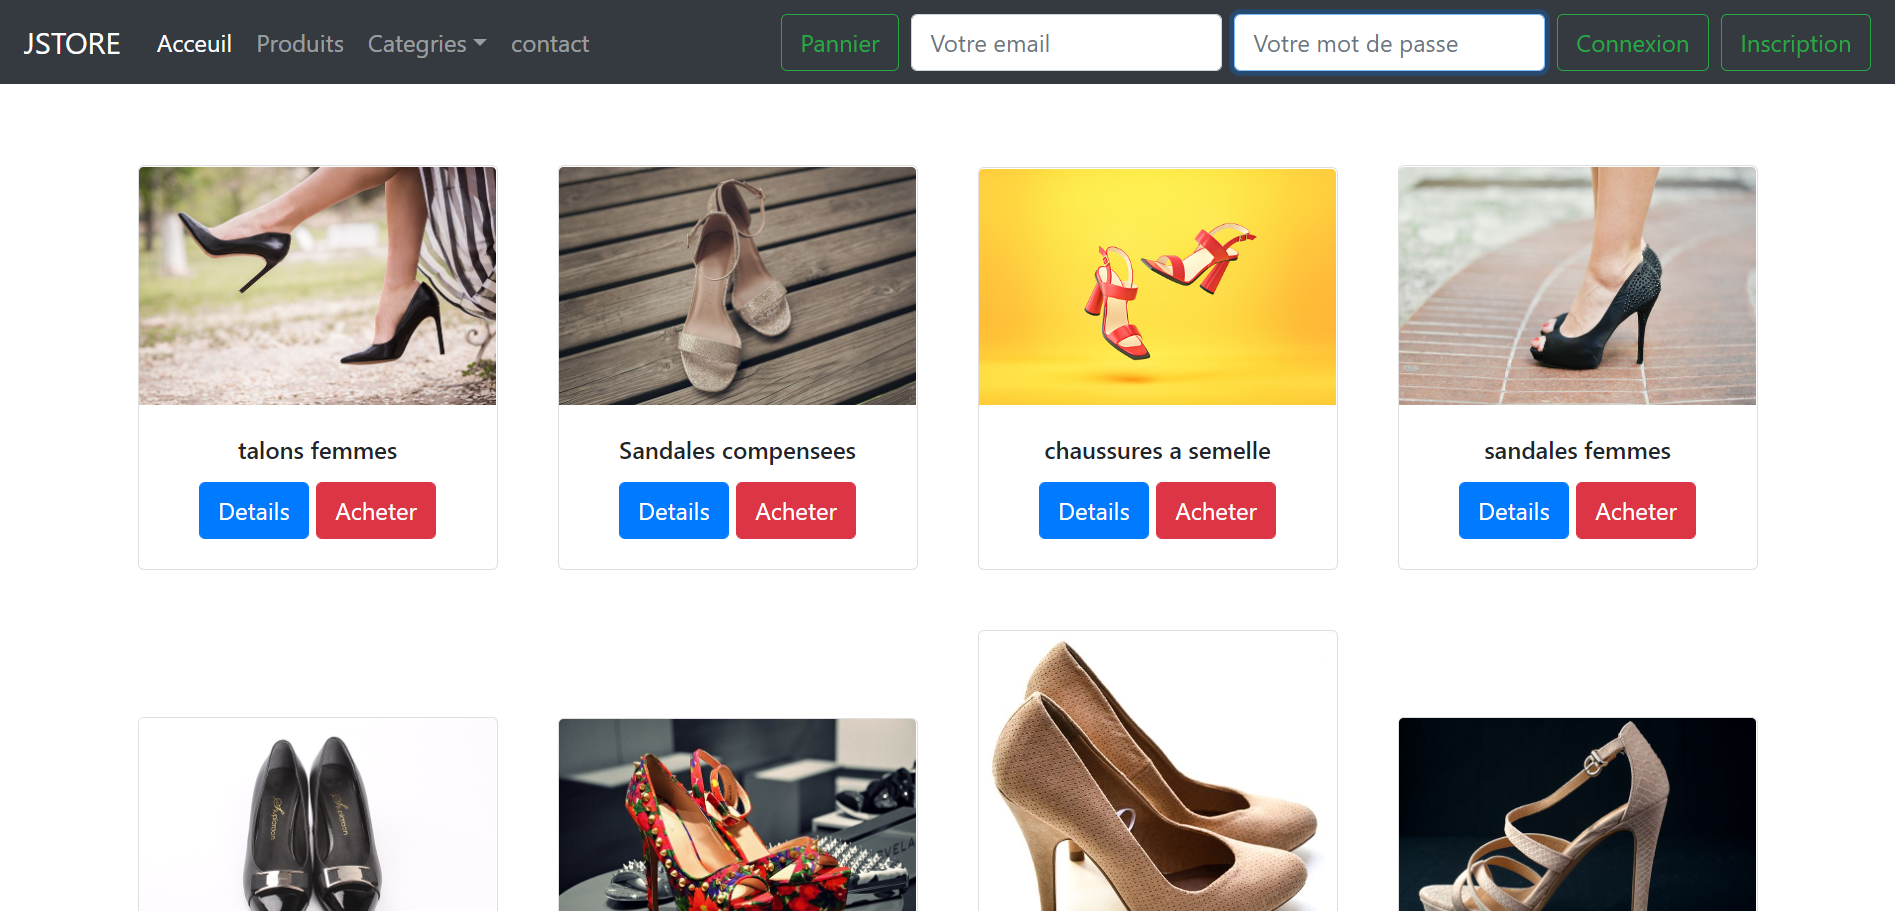 JSTORE Acceuil Produits Categries contact Pannier Votre email Votre mot de passe Connexion Inscription
talons femmes Sandales compensees chaussures a semelle sandales femmes
Details Acheter Details Acheter Details Acheter Details Acheter